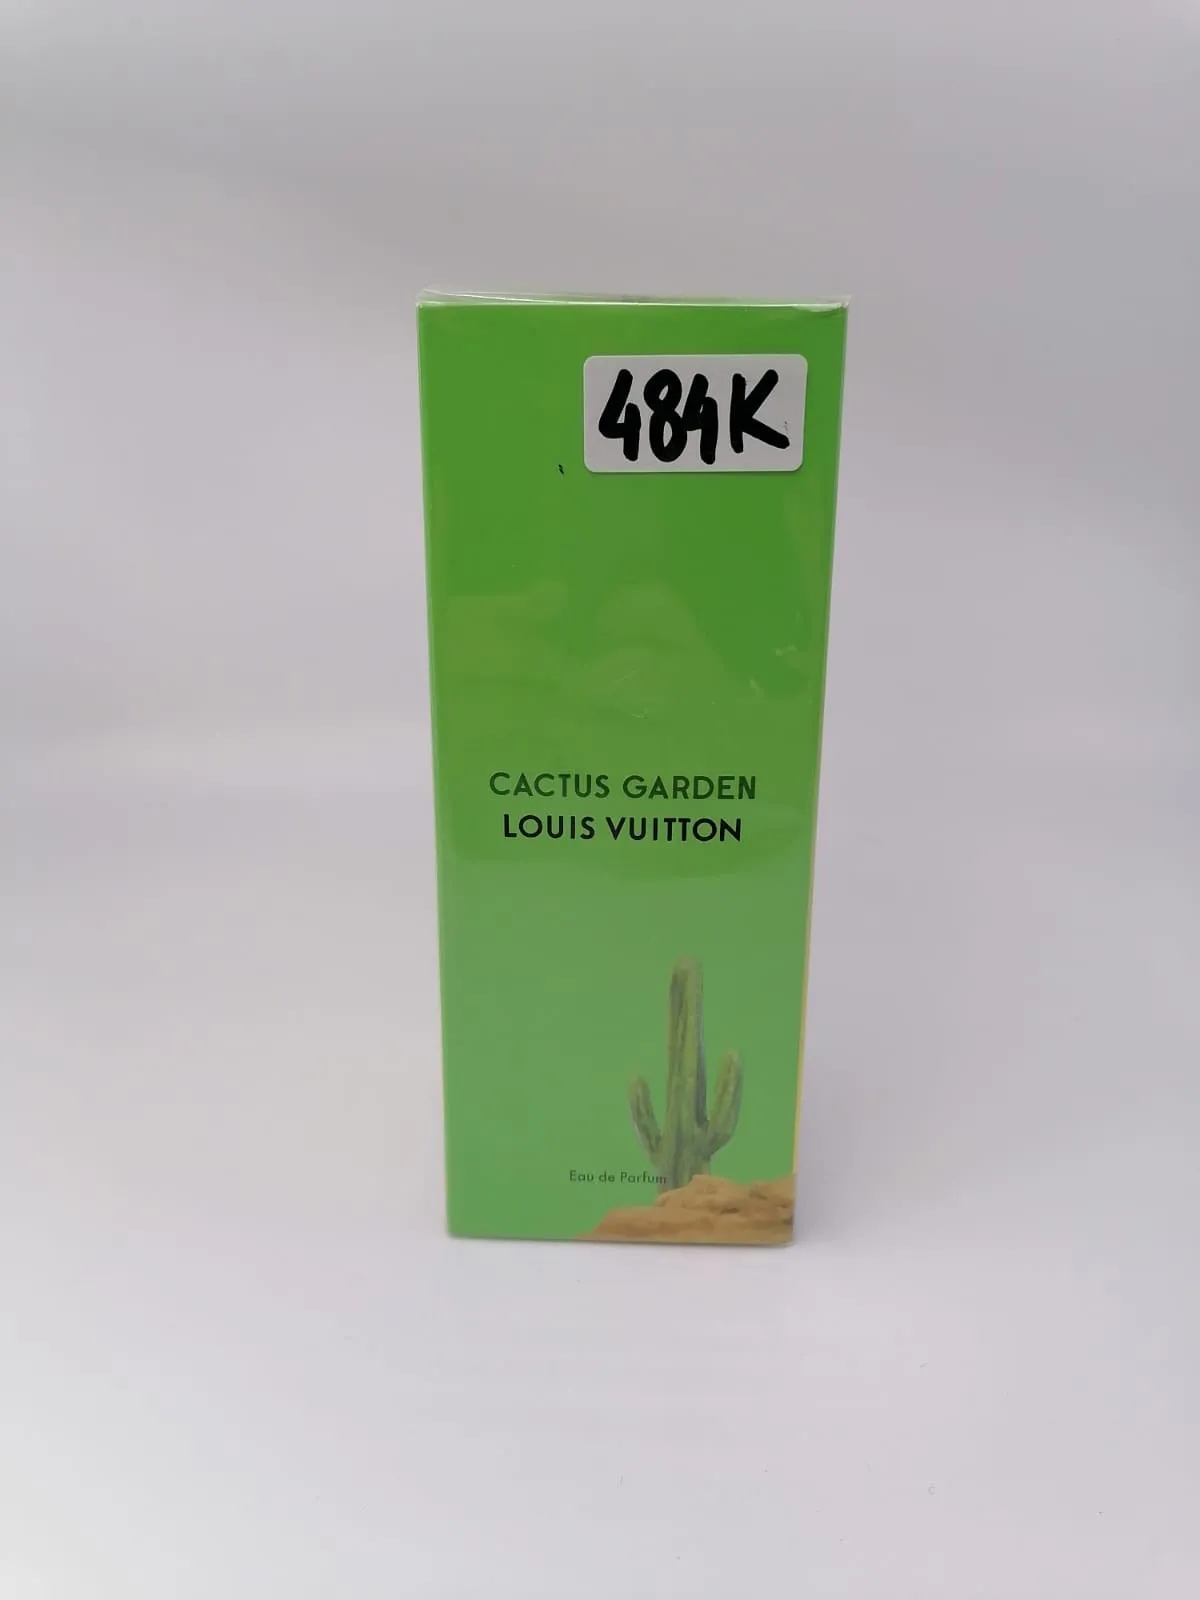 484K
CACTUS GARDEN
LOUIS VUITTON
Eau de Parfum